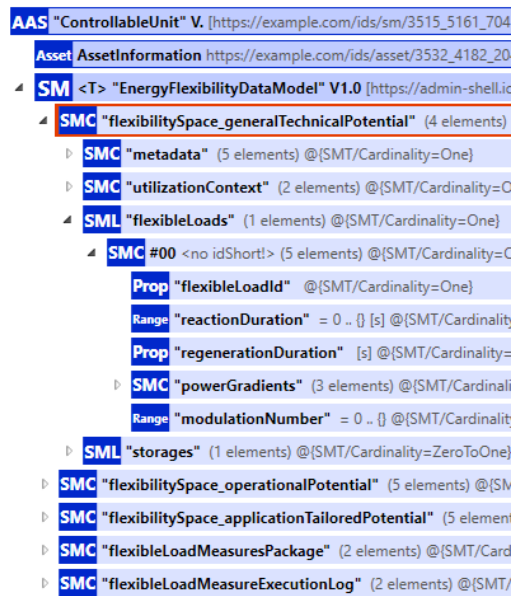 AAS "ControllableUnit" V. [https://example.com/ids/sm/3515_5161_704
Asset AssetInformation https://example.com/ids/asset/3532_4182_20
SM <T> "EnergyFlexibilityDataModel" V1.0 [https://admin-shell.i
SMC "flexibilitySpace_generalTechnicalPotential" (4 elements)
SMC "metadata" (5 elements) @{SMT/Cardinality=One}
SMC "utilizationContext" (2 elements) @{SMT/Cardinality=O
SML "flexibleLoads" (1 elements) @{SMT/Cardinality=One}
SMC #00 <no idShort!> (5 elements) @{SMT/Cardinality=O
Prop "flexibleLoadId" @{SMT/Cardinality=One}
Range "reactionDuration" = 0 .. {} [s] @{SMT/Cardinality
Prop "regenerationDuration" [s] @{SMT/Cardinality=
SMC "powerGradients" (3 elements) @{SMT/Cardinali
Range "modulationNumber" = 0 .. {} @{SMT/Cardinality
SML "storages" (1 elements) @{SMT/Cardinality=ZeroToOne}
SMC "flexibilitySpace_operationalPotential" (5 elements) @{SM
SMC "flexibilitySpace_applicationTailoredPotential" (5 element
SMC "flexibleLoadMeasuresPackage" (2 elements) @{SMT/Card
SMC "flexibleLoadMeasureExecutionLog" (2 elements) @{SMT/